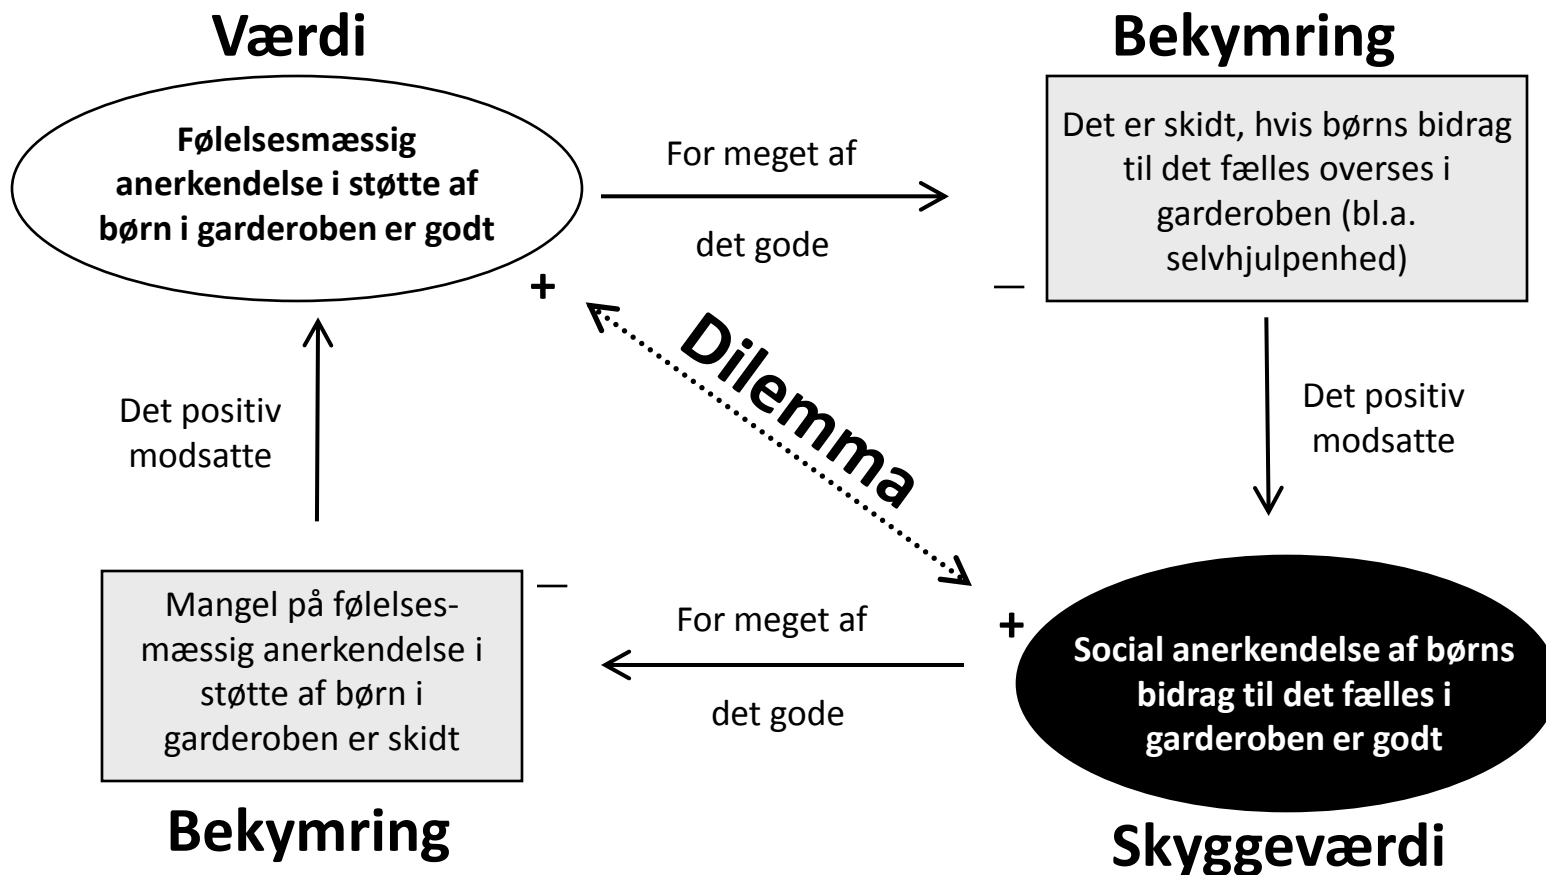 Værdi
Følelsesmæssig
anerkendelse i støtte af
børn i garderoben er godt
+
For meget af
det gode
Bekymring
Det er skidt, hvis børns bidrag
til det fælles overses i
garderoben (bl.a.
selvhjulpenhed)
—
Dilemma
Det positiv
modsatte
Det positiv
modsatte
Mangel på følelses-
mæssig anerkendelse i
støtte af børn i
garderoben er skidt
—
Bekymring
For meget af
det gode
+
Social anerkendelse af børns
bidrag til det fælles i
garderoben er godt
Skyggeværdi